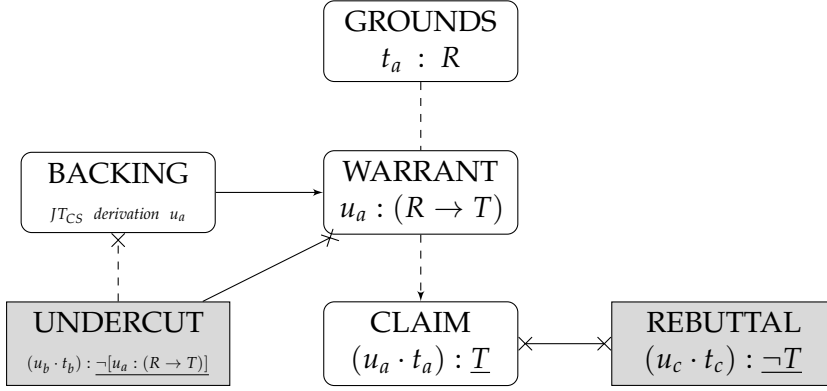 GROUNDS
t_a : R
BACKING
JT_CS derivation u_a
WARRANT
u_a : (R → T)
UNDERCUT
(u_b · t_b) : ¬[u_a : (R → T)]
CLAIM
(u_a · t_a) : T
REBUTTAL
(u_c · t_c) : ¬T